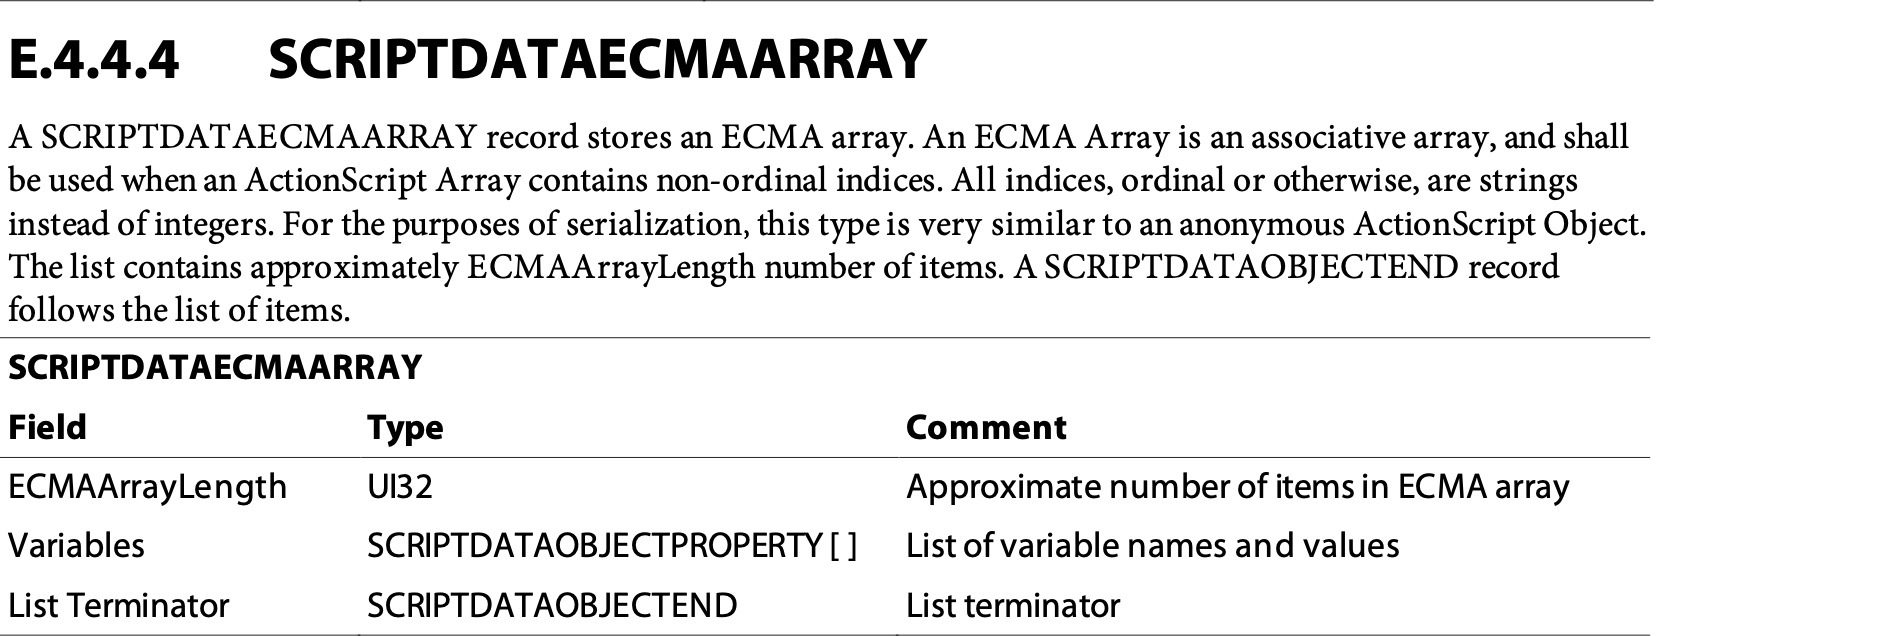 E.4.4.4 SCRIPTDATAECMAARRAY
A SCRIPTDATAECMAARRAY record stores an ECMA array. An ECMA Array is an associative array, and shall
be used when an ActionScript Array contains non-ordinal indices. All indices, ordinal or otherwise, are strings
instead of integers. For the purposes of serialization, this type is very similar to an anonymous ActionScript Object.
The list contains approximately ECMAArrayLength number of items. A SCRIPTDATAOBJECTEND record
follows the list of items.
SCRIPTDATAECMAARRAY
Field Type Comment
ECMAArrayLength UI32 Approximate number of items in ECMA array
Variables SCRIPTDATAOBJECTPROPERTY [ ] List of variable names and values
List Terminator SCRIPTDATAOBJECTEND List terminator